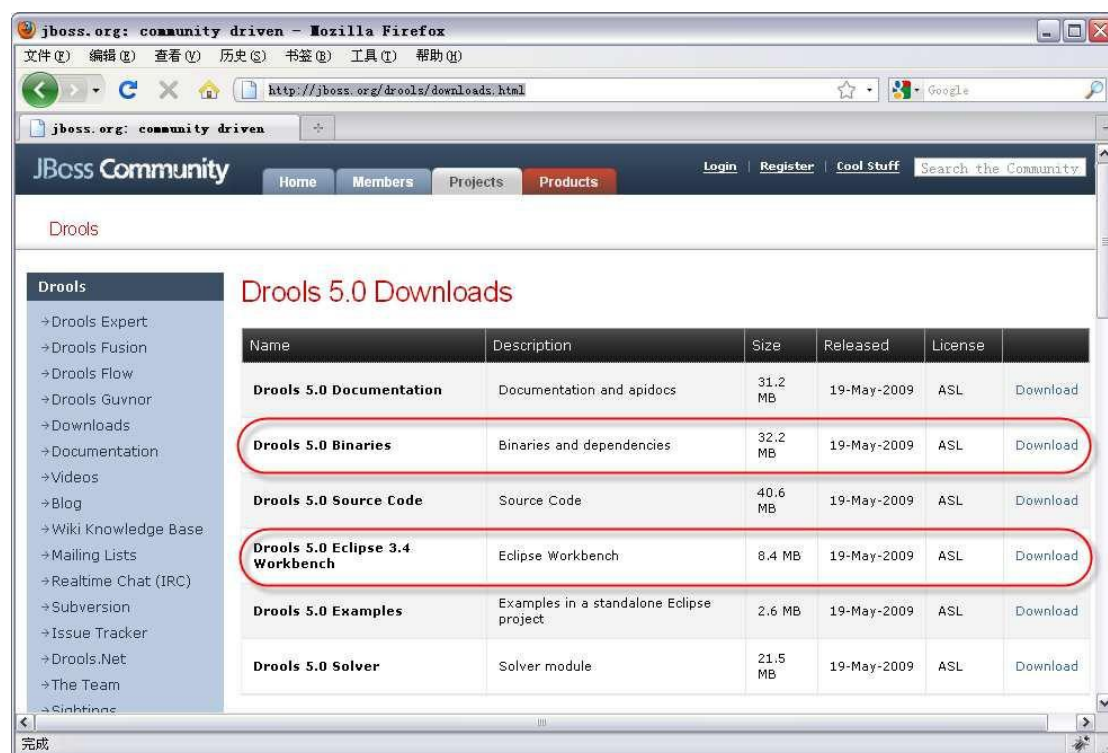 jboss.org: community driven - Mozilla Firefox
文件(F) 编辑(E) 查看(V) 历史(S) 书签(B) 工具(T) 帮助(H)
http://jboss.org/drools/downloads.html
Google
jboss.org: community driven
JBoss Community
Home Members Projects Products
Login | Register | Cool Stuff
Search the Community
Drools
Drools
Drools Expert
Drools Fusion
Drools Flow
Drools Guvnor
Downloads
Documentation
Videos
Blog
Wiki Knowledge Base
Mailing Lists
Realtime Chat (IRC)
Subversion
Issue Tracker
Drools.Net
The Team
Sightings
Drools 5.0 Downloads
Name Description Size Released License
Drools 5.0 Documentation Documentation and apidocs 31.2 MB 19-May-2009 ASL Download
Drools 5.0 Binaries Binaries and dependencies 32.2 MB 19-May-2009 ASL Download
Drools 5.0 Source Code Source Code 40.6 MB 19-May-2009 ASL Download
Drools 5.0 Eclipse 3.4 Workbench Eclipse Workbench 8.4 MB 19-May-2009 ASL Download
Drools 5.0 Examples Examples in a standalone Eclipse project 2.6 MB 19-May-2009 ASL Download
Drools 5.0 Solver Solver module 21.5 MB 19-May-2009 ASL Download
完成